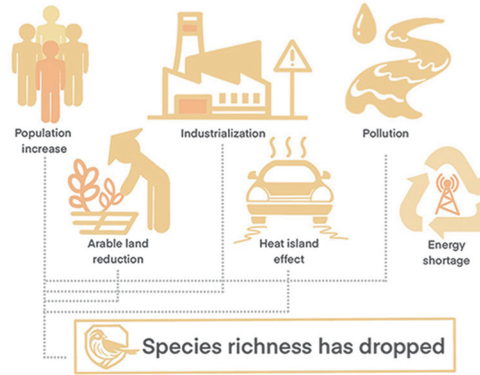 Population
increase
Industrialization
Pollution
Arable land
reduction
Heat island
effect
Energy
shortage
Species richness has dropped